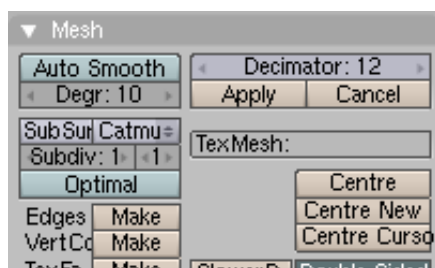 Mesh
Auto Smooth
Decimator: 12
Degr: 10
Apply
Cancel
SubSur
Catmu
TexMesh:
Subdiv: 1
1
Optimal
Centre
Edges
Make
Centre New
VertCo
Make
Centre Curso